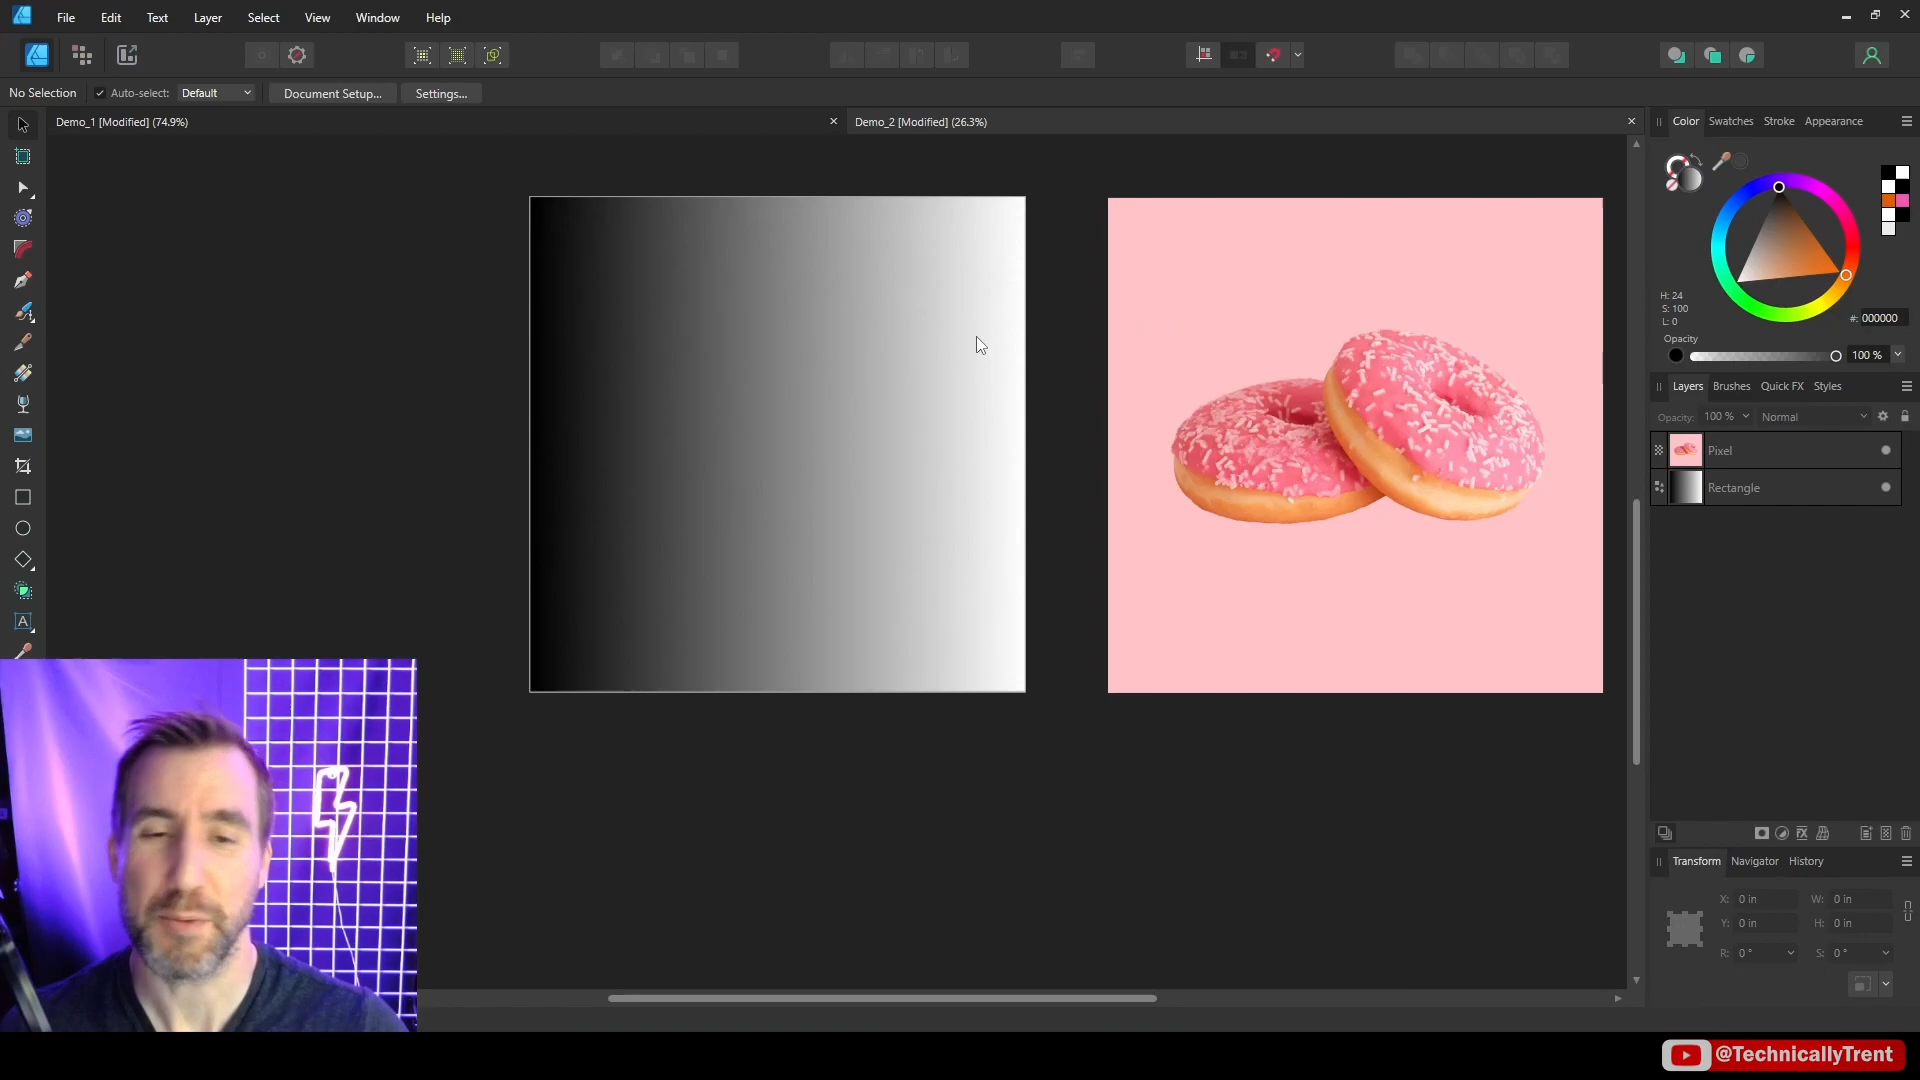 File Edit Text Layer Select View Window Help
No Selection Auto-select: Default Document Setup... Settings...
Demo_1 [Modified] (74.9%)
Demo_2 [Modified] (26.3%)
Color Swatches Stroke Appearance
H: 24
S: 100
L: 0
#: 000000
Opacity
100 %
Layers Brushes Quick FX Styles
Opacity: 100 % Normal
Pixel
Rectangle
Transform Navigator History
X: 0 in W: 0 in
Y: 0 in H: 0 in
R: 0 ° S: 0 °
@TechnicallyTrent